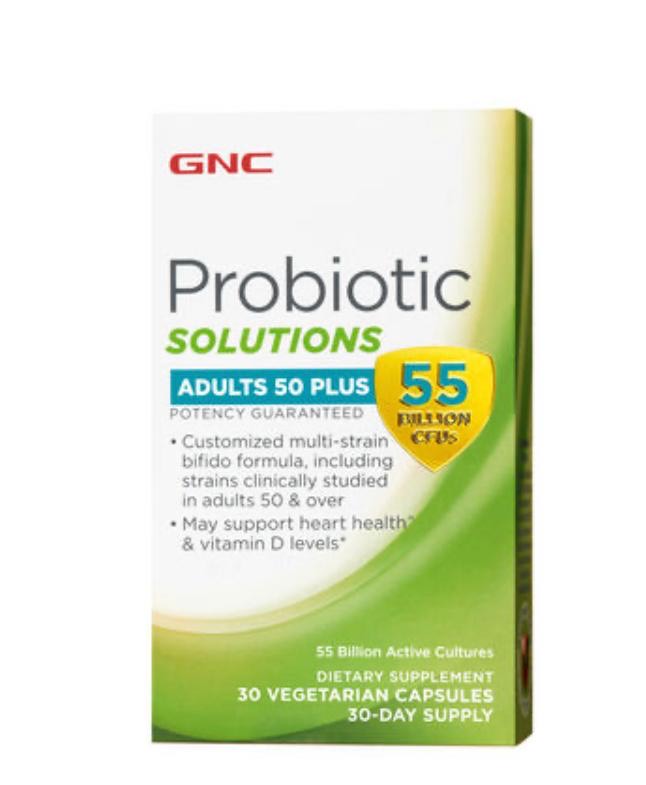 GNC
Probiotic
SOLUTIONS
ADULTS 50 PLUS
POTENCY GUARANTEED
55
BILLION
CFUs
• Customized multi-strain
bifido formula, including
strains clinically studied
in adults 50 & over
• May support heart health*
& vitamin D levels*
55 Billion Active Cultures
DIETARY SUPPLEMENT
30 VEGETARIAN CAPSULES
30-DAY SUPPLY